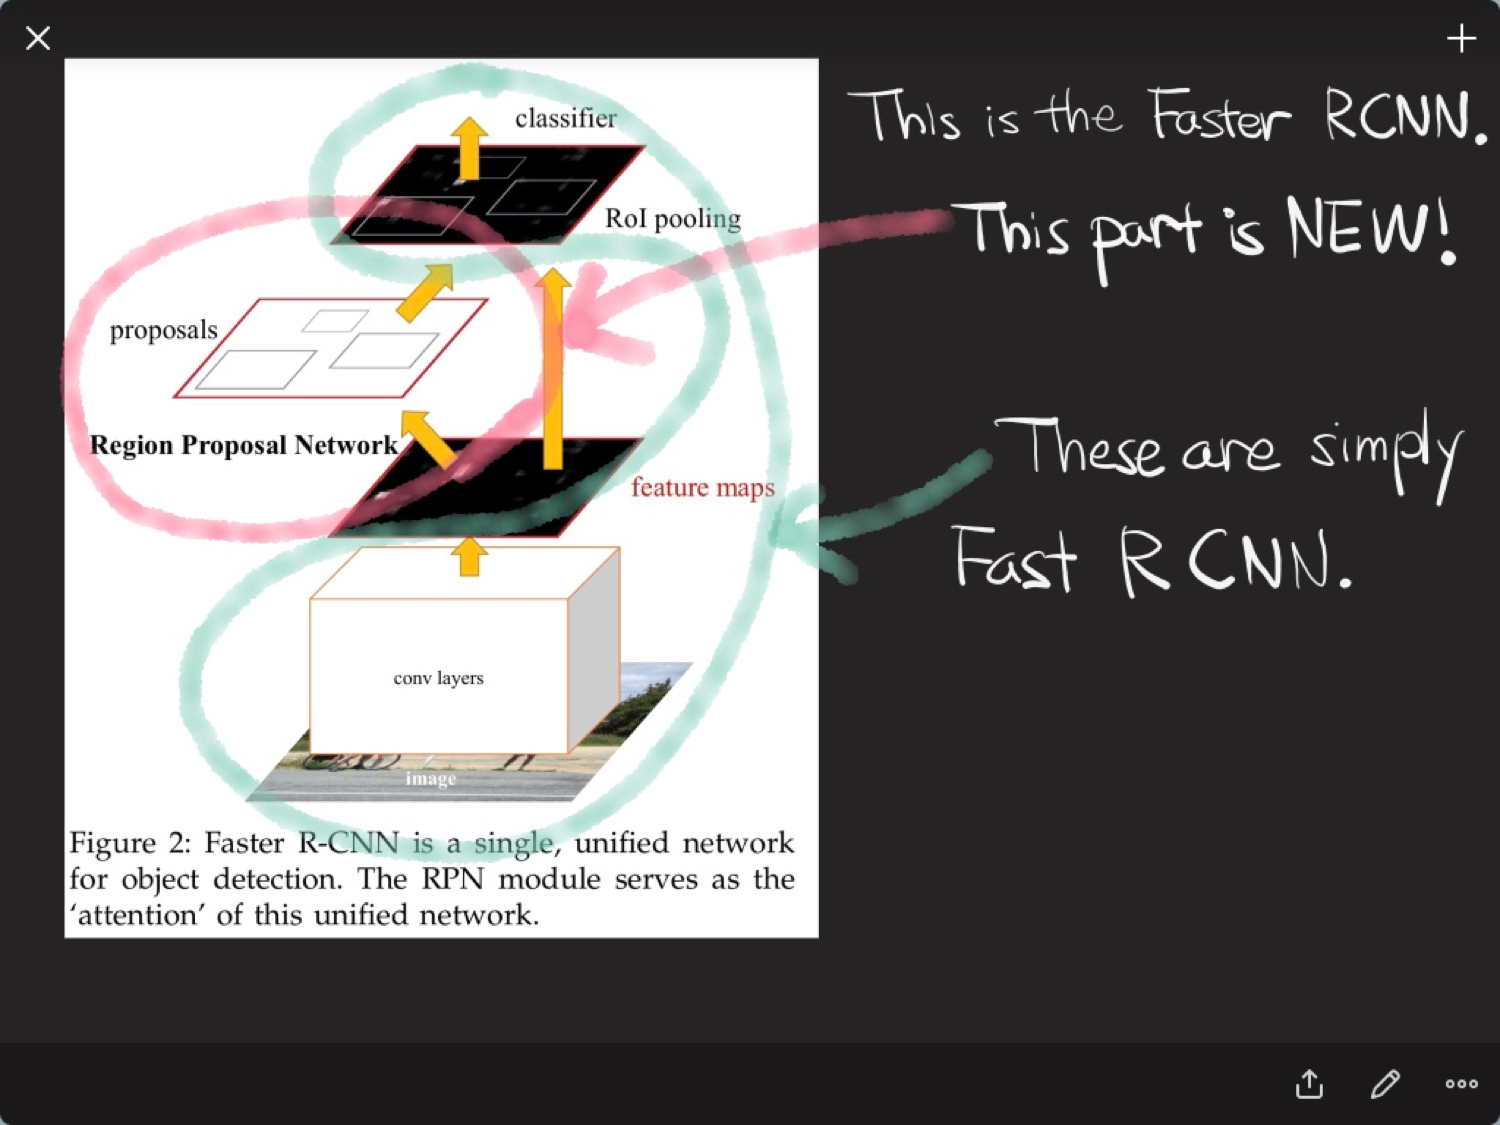 classifier
RoI pooling
proposals
Region Proposal Network
feature maps
conv layers
image
Figure 2: Faster R-CNN is a single, unified network
for object detection. The RPN module serves as the
‘attention’ of this unified network.
This is the Faster RCNN.
This part is NEW!
These are simply
Fast RCNN.